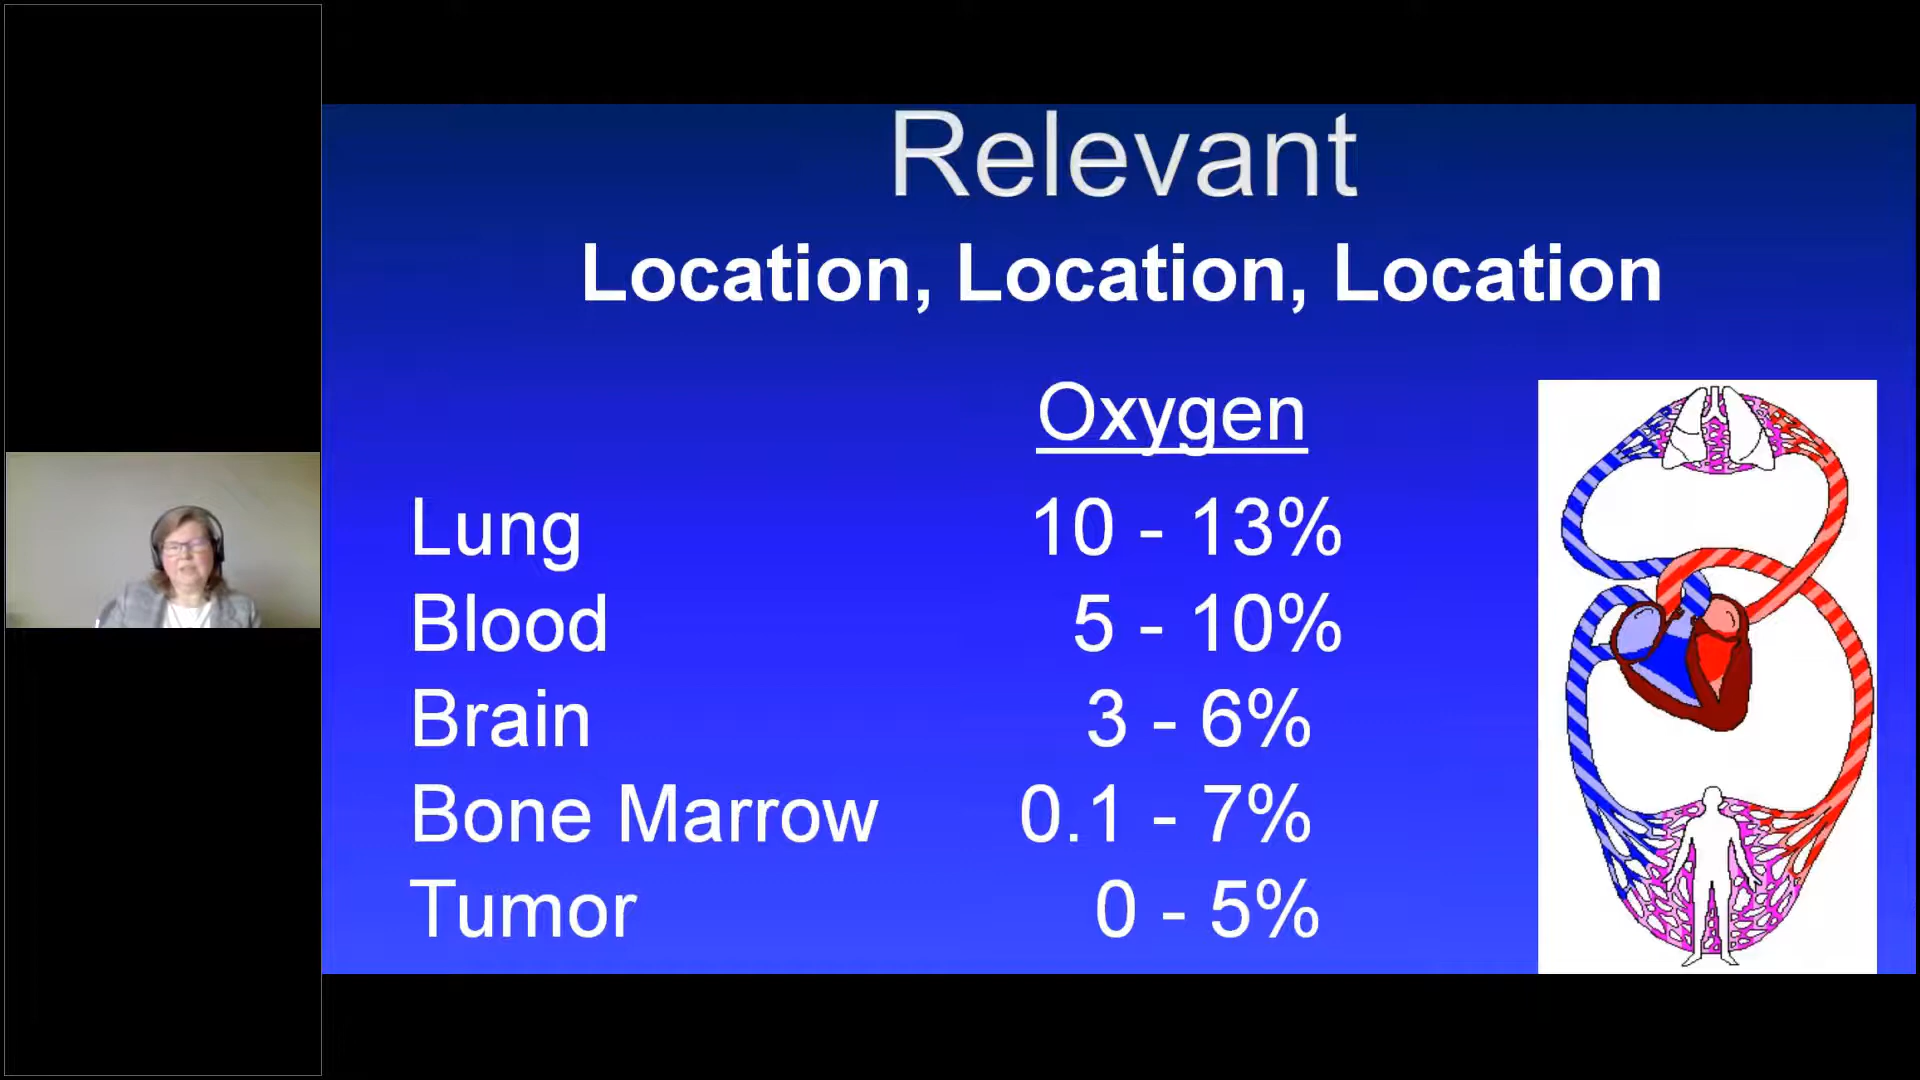 Relevant
Location, Location, Location
Oxygen
Lung 10 - 13%
Blood 5 - 10%
Brain 3 - 6%
Bone Marrow 0.1 - 7%
Tumor 0 - 5%